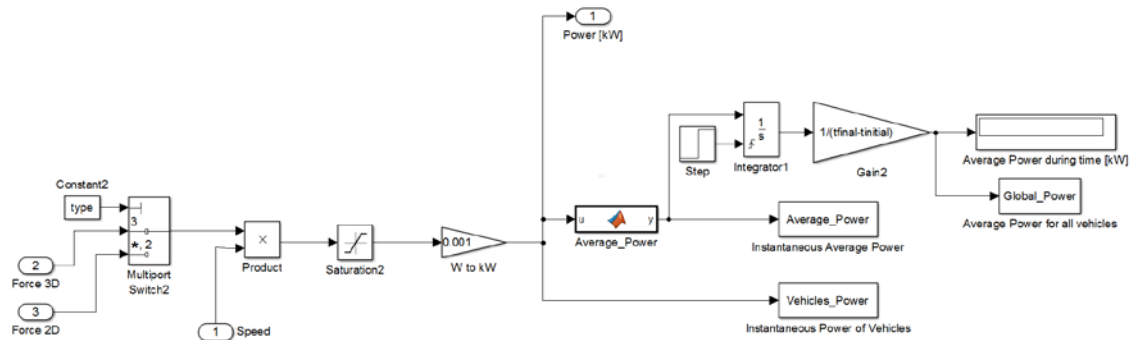 1
Power [kW]
1
s
1/(tfinal-tinitial)
Step
Integrator1
Gain2
Average Power during time [kW]
Constant2
type
3
*, 2
Multiport
Switch2
2
Force 3D
3
Force 2D
×
Product
1
Speed
Saturation2
0.001
W to kW
u
y
Average_Power
Average_Power
Instantaneous Average Power
Global_Power
Average Power for all vehicles
Vehicles_Power
Instantaneous Power of Vehicles